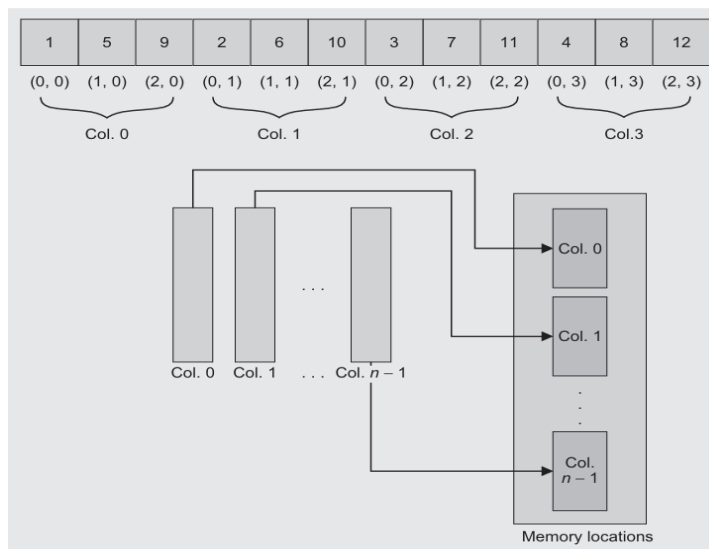 1 5 9 2 6 10 3 7 11 4 8 12
(0, 0) (1, 0) (2, 0) (0, 1) (1, 1) (2, 1) (0, 2) (1, 2) (2, 2) (0, 3) (1, 3) (2, 3)
Col. 0 Col. 1 Col. 2 Col.3
. . .
Col. 0 Col. 1 . . . Col. n – 1
Col. 0
Col. 1
.
.
.
Col.
n – 1
Memory locations